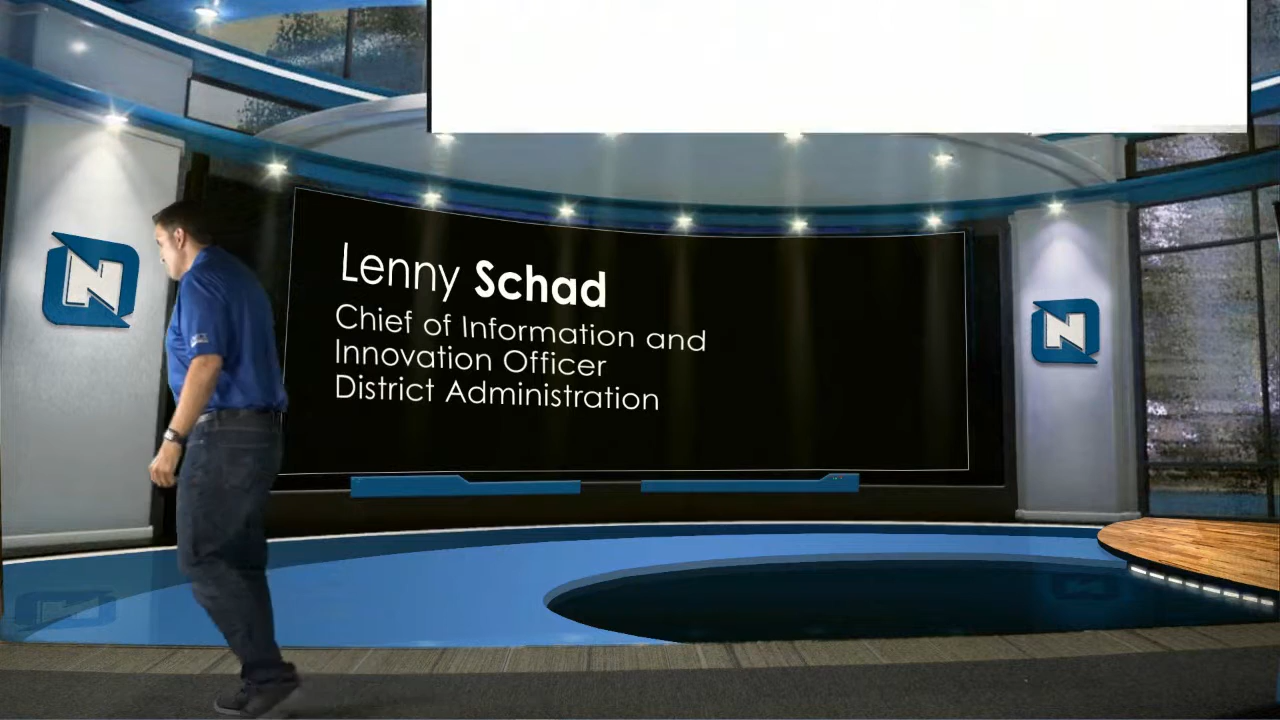 Lenny Schad
Chief of Information and
Innovation Officer
District Administration
N
N